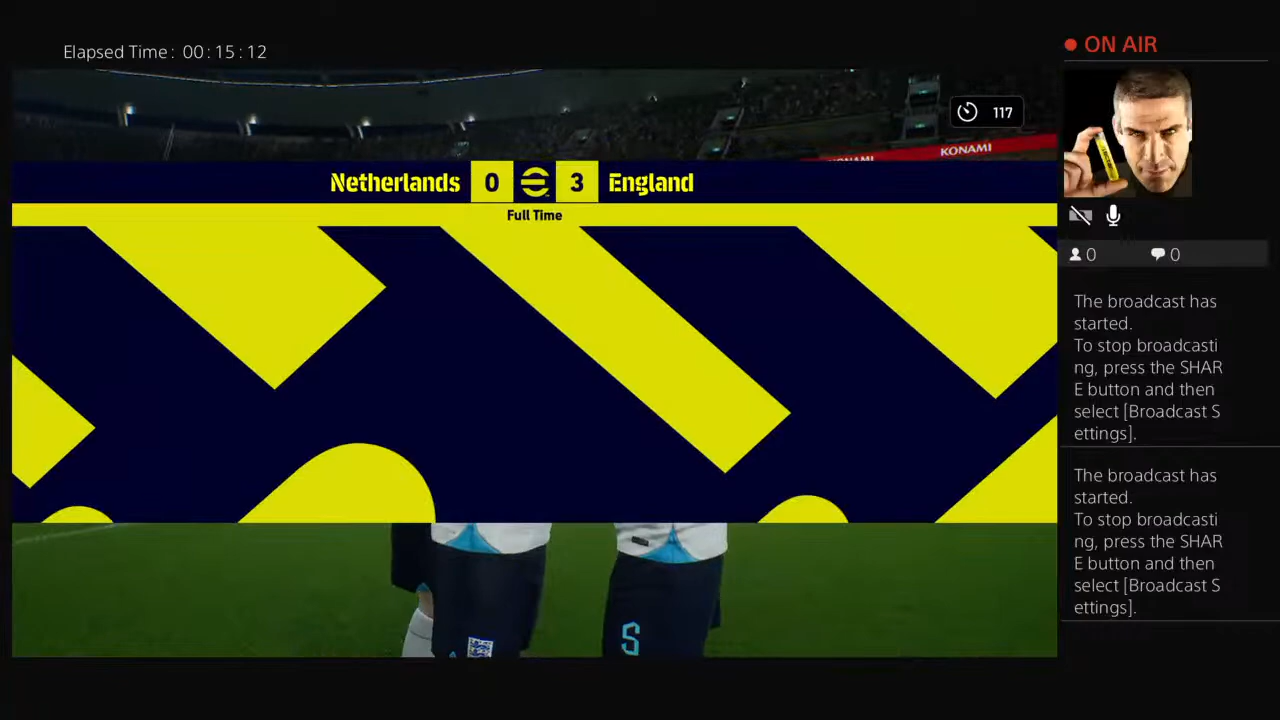 Elapsed Time: 00:15:12
ON AIR
117
KONAMI
KONAMI
Netherlands 0 3 England
Full Time
0 0
The broadcast has
started.
To stop broadcasti
ng, press the SHAR
E button and then
select [Broadcast S
ettings].
The broadcast has
started.
To stop broadcasti
ng, press the SHAR
E button and then
select [Broadcast S
ettings].
S